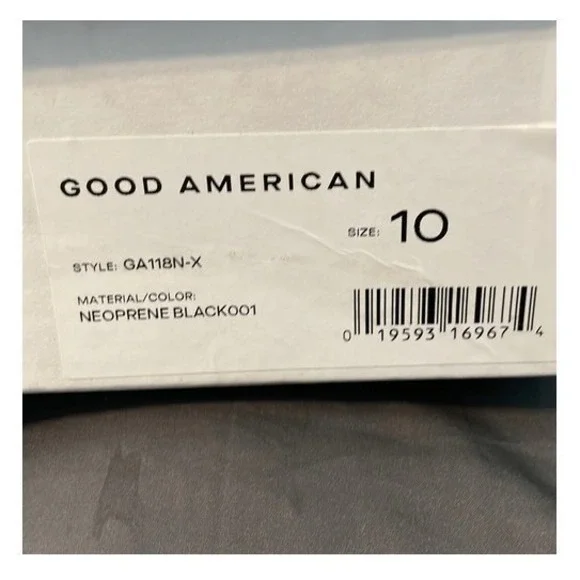 GOOD AMERICAN
SIZE: 10
STYLE: GA118N-X
MATERIAL/COLOR:
NEOPRENE BLACK001
0 19593 16967 4